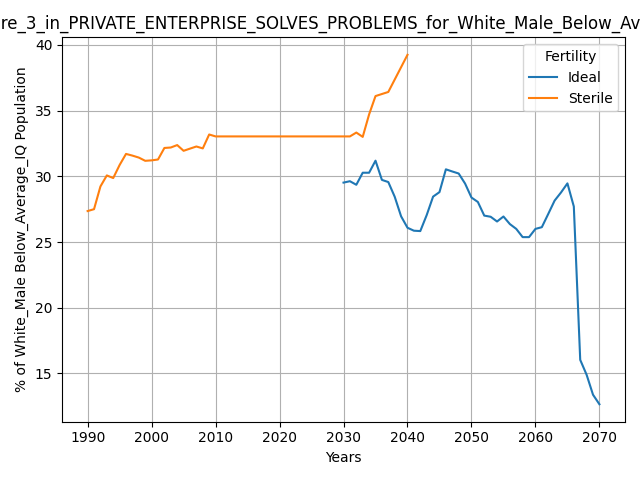 re_3_in_PRIVATE_ENTERPRISE_SOLVES_PROBLEMS_for_White_Male_Below_Av
Fertility
Ideal
Sterile
% of White_Male Below_Average_IQ Population
40
35
30
25
20
15
1990 2000 2010 2020 2030 2040 2050 2060 2070
Years